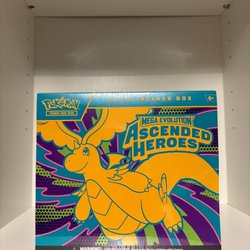 TRAINER BOX
6+
POKÉMON
TRADING CARD GAME
MEGA EVOLUTION
ASCENDED
HEROES